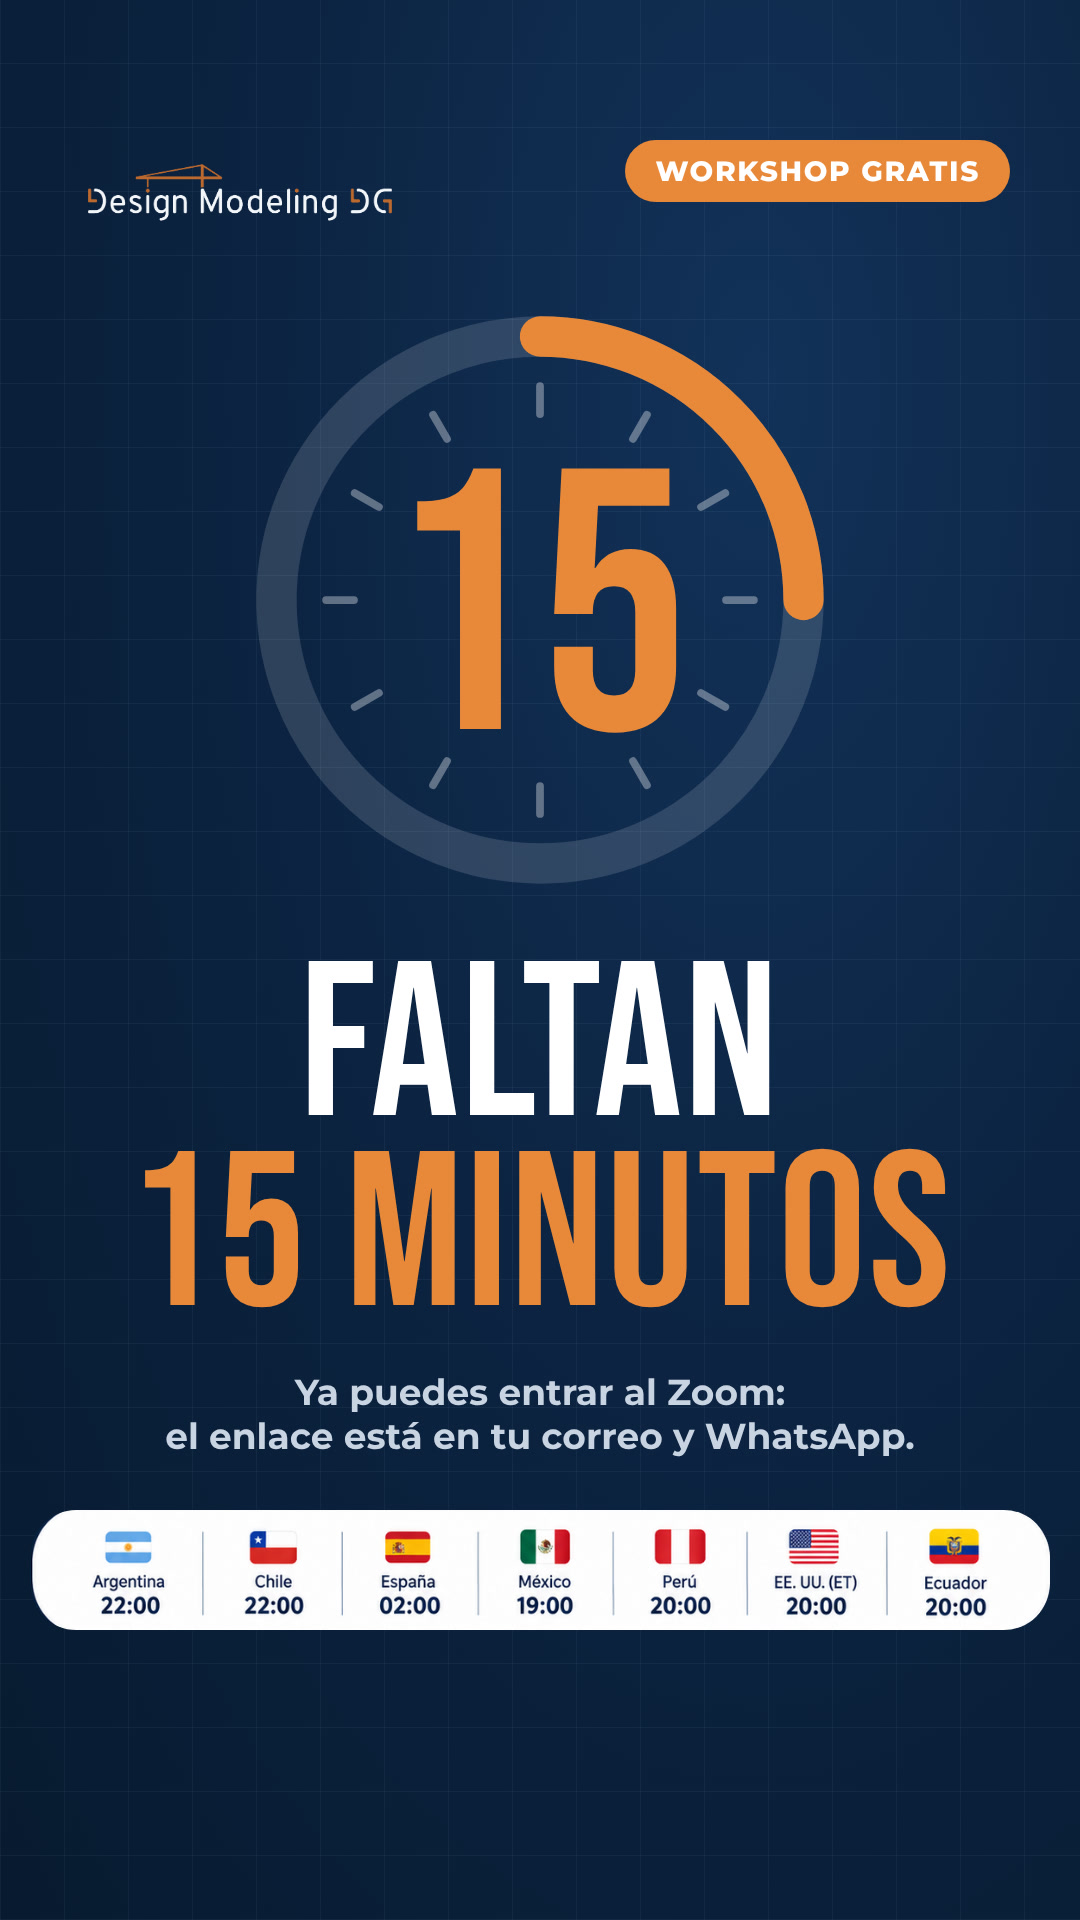 Design Modeling DG
WORKSHOP GRATIS
15
FALTAN
15 MINUTOS
Ya puedes entrar al Zoom:
el enlace está en tu correo y WhatsApp.
Argentina
22:00
Chile
22:00
España
02:00
México
19:00
Perú
20:00
EE. UU. (ET)
20:00
Ecuador
20:00